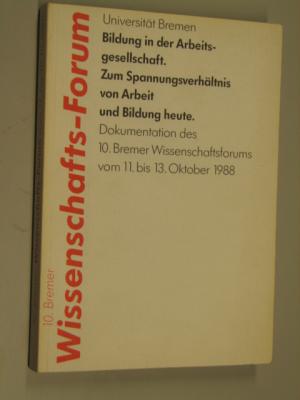 Universität Bremen
Bildung in der Arbeits-
gesellschaft.
Zum Spannungsverhältnis
von Arbeit
und Bildung heute.
Dokumentation des
10. Bremer Wissenschaftsforums
vom 11. bis 13. Oktober 1988
10. Bremer
Wissenschafts-Forum